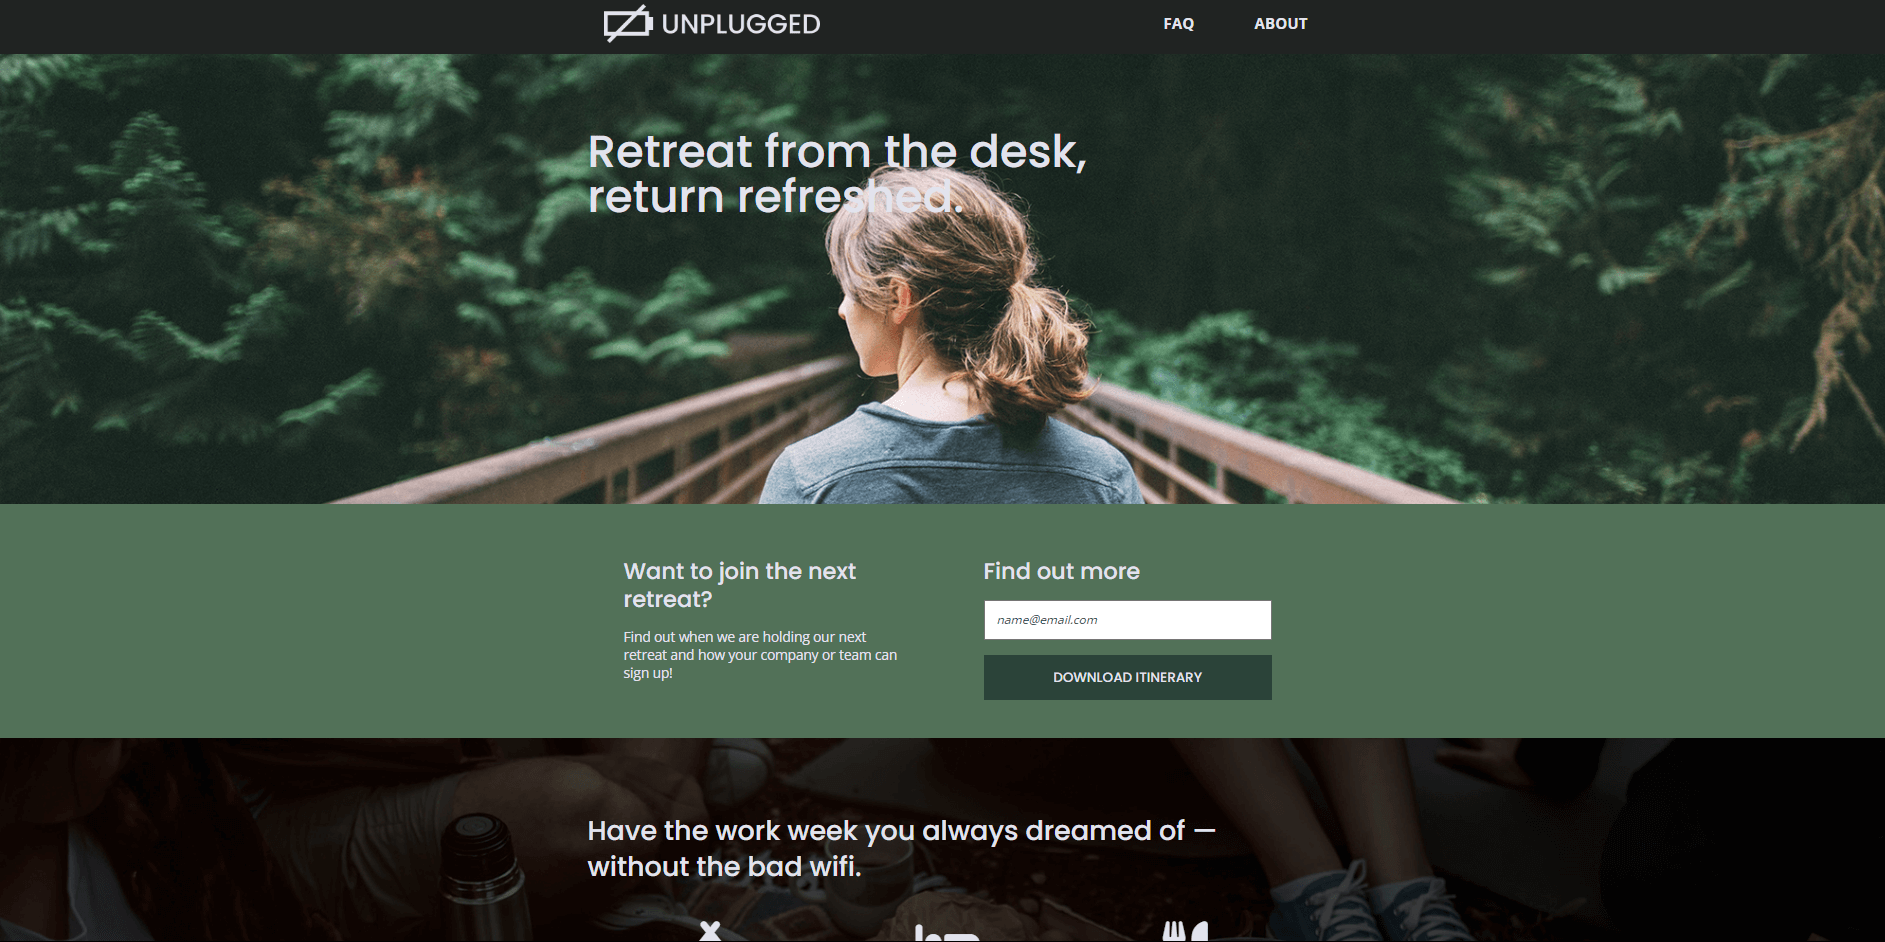 UNPLUGGED
FAQ
ABOUT
Retreat from the desk,
return refreshed.
Want to join the next
retreat?
Find out when we are holding our next
retreat and how your company or team can
sign up!
Find out more
name@email.com
DOWNLOAD ITINERARY
Have the work week you always dreamed of —
without the bad wifi.